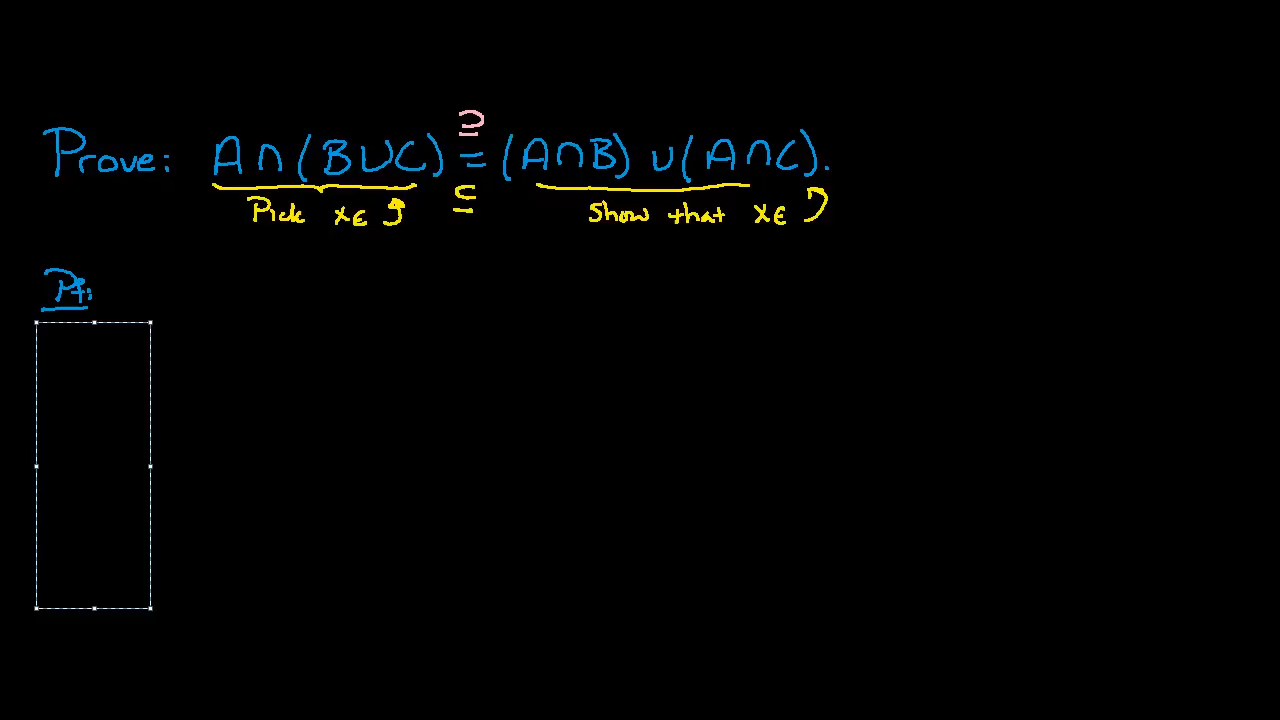 ⊇
Prove: A∩(B∪C) = (A∩B) ∪ (A∩C).
⊆
Pick x∈ Show that x∈
Pf: